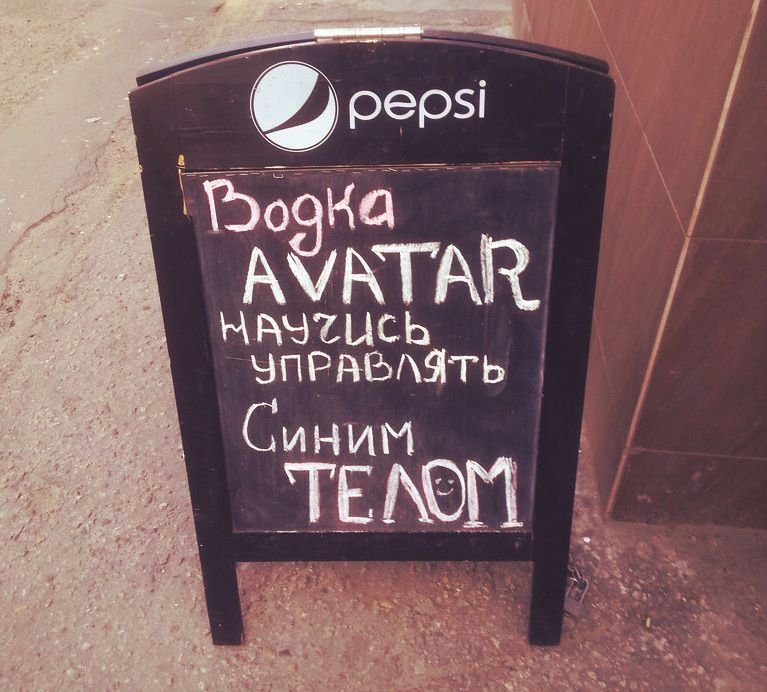 pepsi
Водка
AVATAR
научись
управлять
Синим
ТЕЛОМ